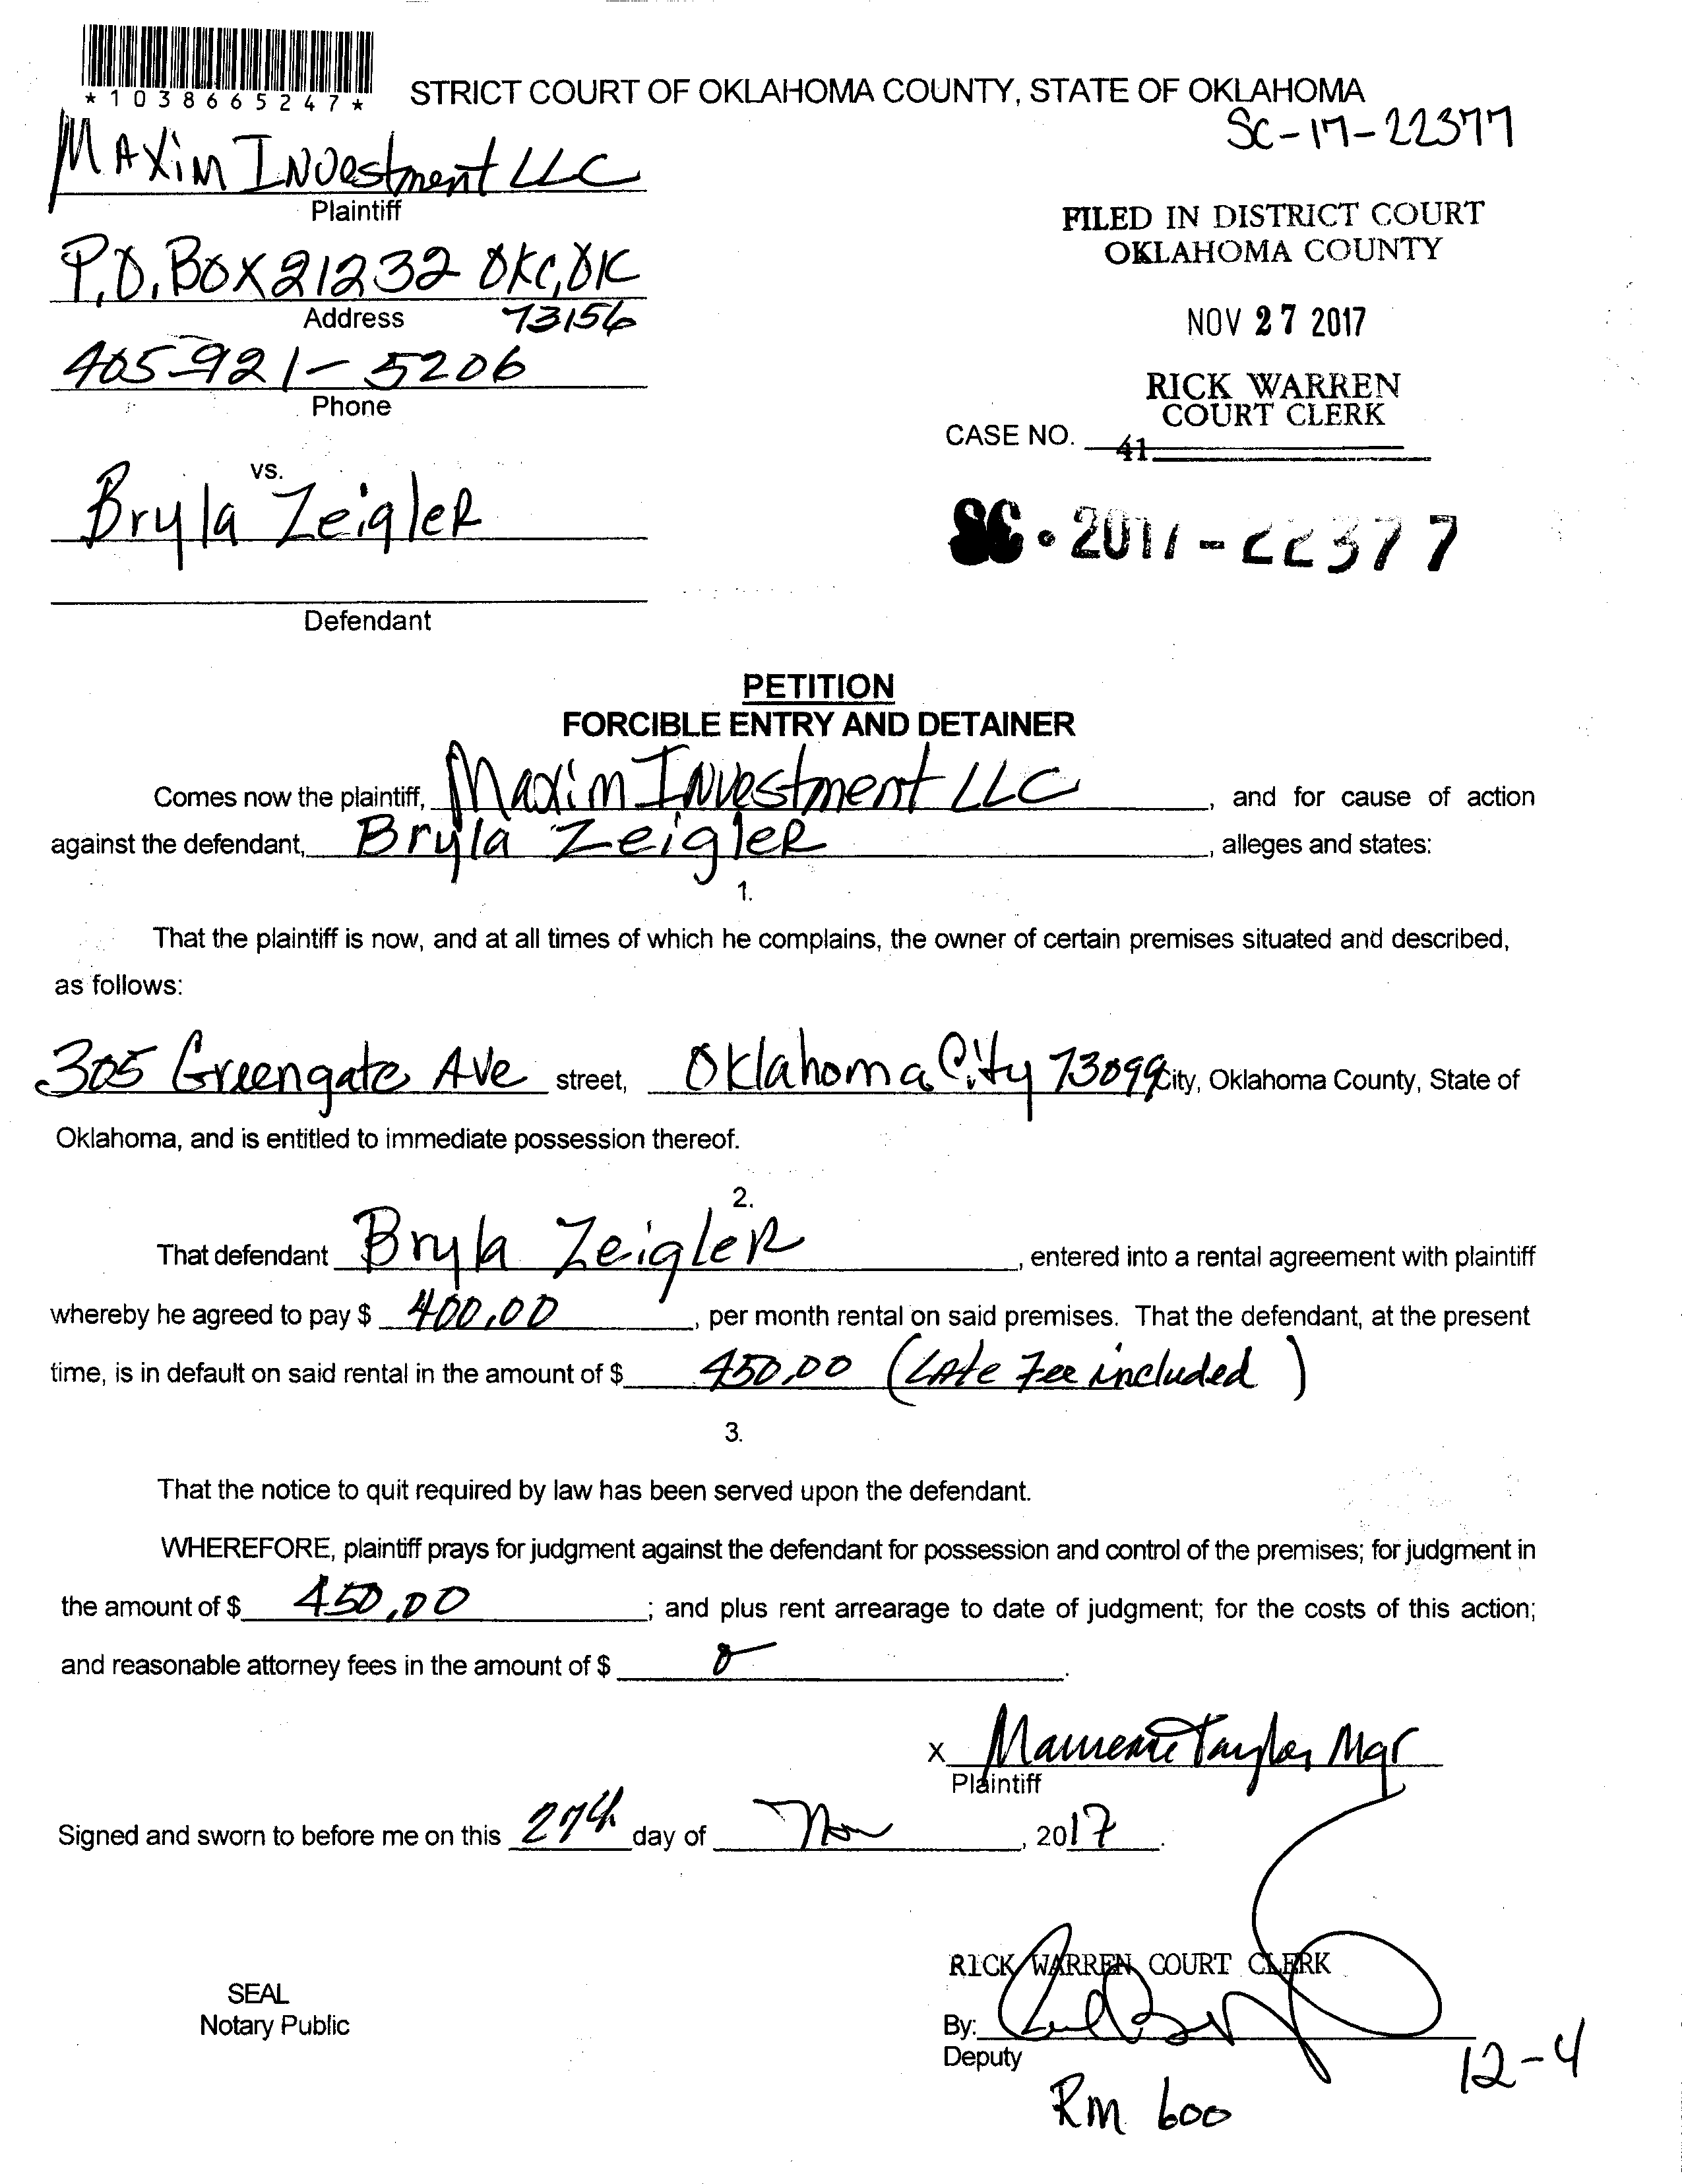 *1038665247*
STRICT COURT OF OKLAHOMA COUNTY, STATE OF OKLAHOMA
SC-17-22377
MAXiM INVestment LLC
Plaintiff
FILED IN DISTRICT COURT
OKLAHOMA COUNTY
P.O. BOX 21232 OKC, OK
Address 73156
NOV 27 2017
405-921-5206
Phone
RICK WARREN
COURT CLERK
CASE NO. 41
vs.
Bryla ZeigleR
SC-2017-22377
Defendant
PETITION
FORCIBLE ENTRY AND DETAINER
Comes now the plaintiff, Maxim INVestment LLC, and for cause of action
against the defendant, Bryla ZeigleR, alleges and states:
1.
That the plaintiff is now, and at all times of which he complains, the owner of certain premises situated and described,
as follows:
305 Greengate Ave street, Oklahoma City 73099 City, Oklahoma County, State of
Oklahoma, and is entitled to immediate possession thereof.
2.
That defendant Bryla ZeigleR, entered into a rental agreement with plaintiff
whereby he agreed to pay $ 400.00, per month rental on said premises. That the defendant, at the present
time, is in default on said rental in the amount of $ 450.00 (Late Fee included)
3.
That the notice to quit required by law has been served upon the defendant.
WHEREFORE, plaintiff prays for judgment against the defendant for possession and control of the premises; for judgment in
the amount of $ 450.00; and plus rent arrearage to date of judgment; for the costs of this action;
and reasonable attorney fees in the amount of $ 0.
x Taylor Mgr
Plaintiff
Signed and sworn to before me on this 27th day of Nov, 2017.
RICK WARREN COURT CLERK
SEAL
Notary Public
By:
Deputy
12-4
Rm 600